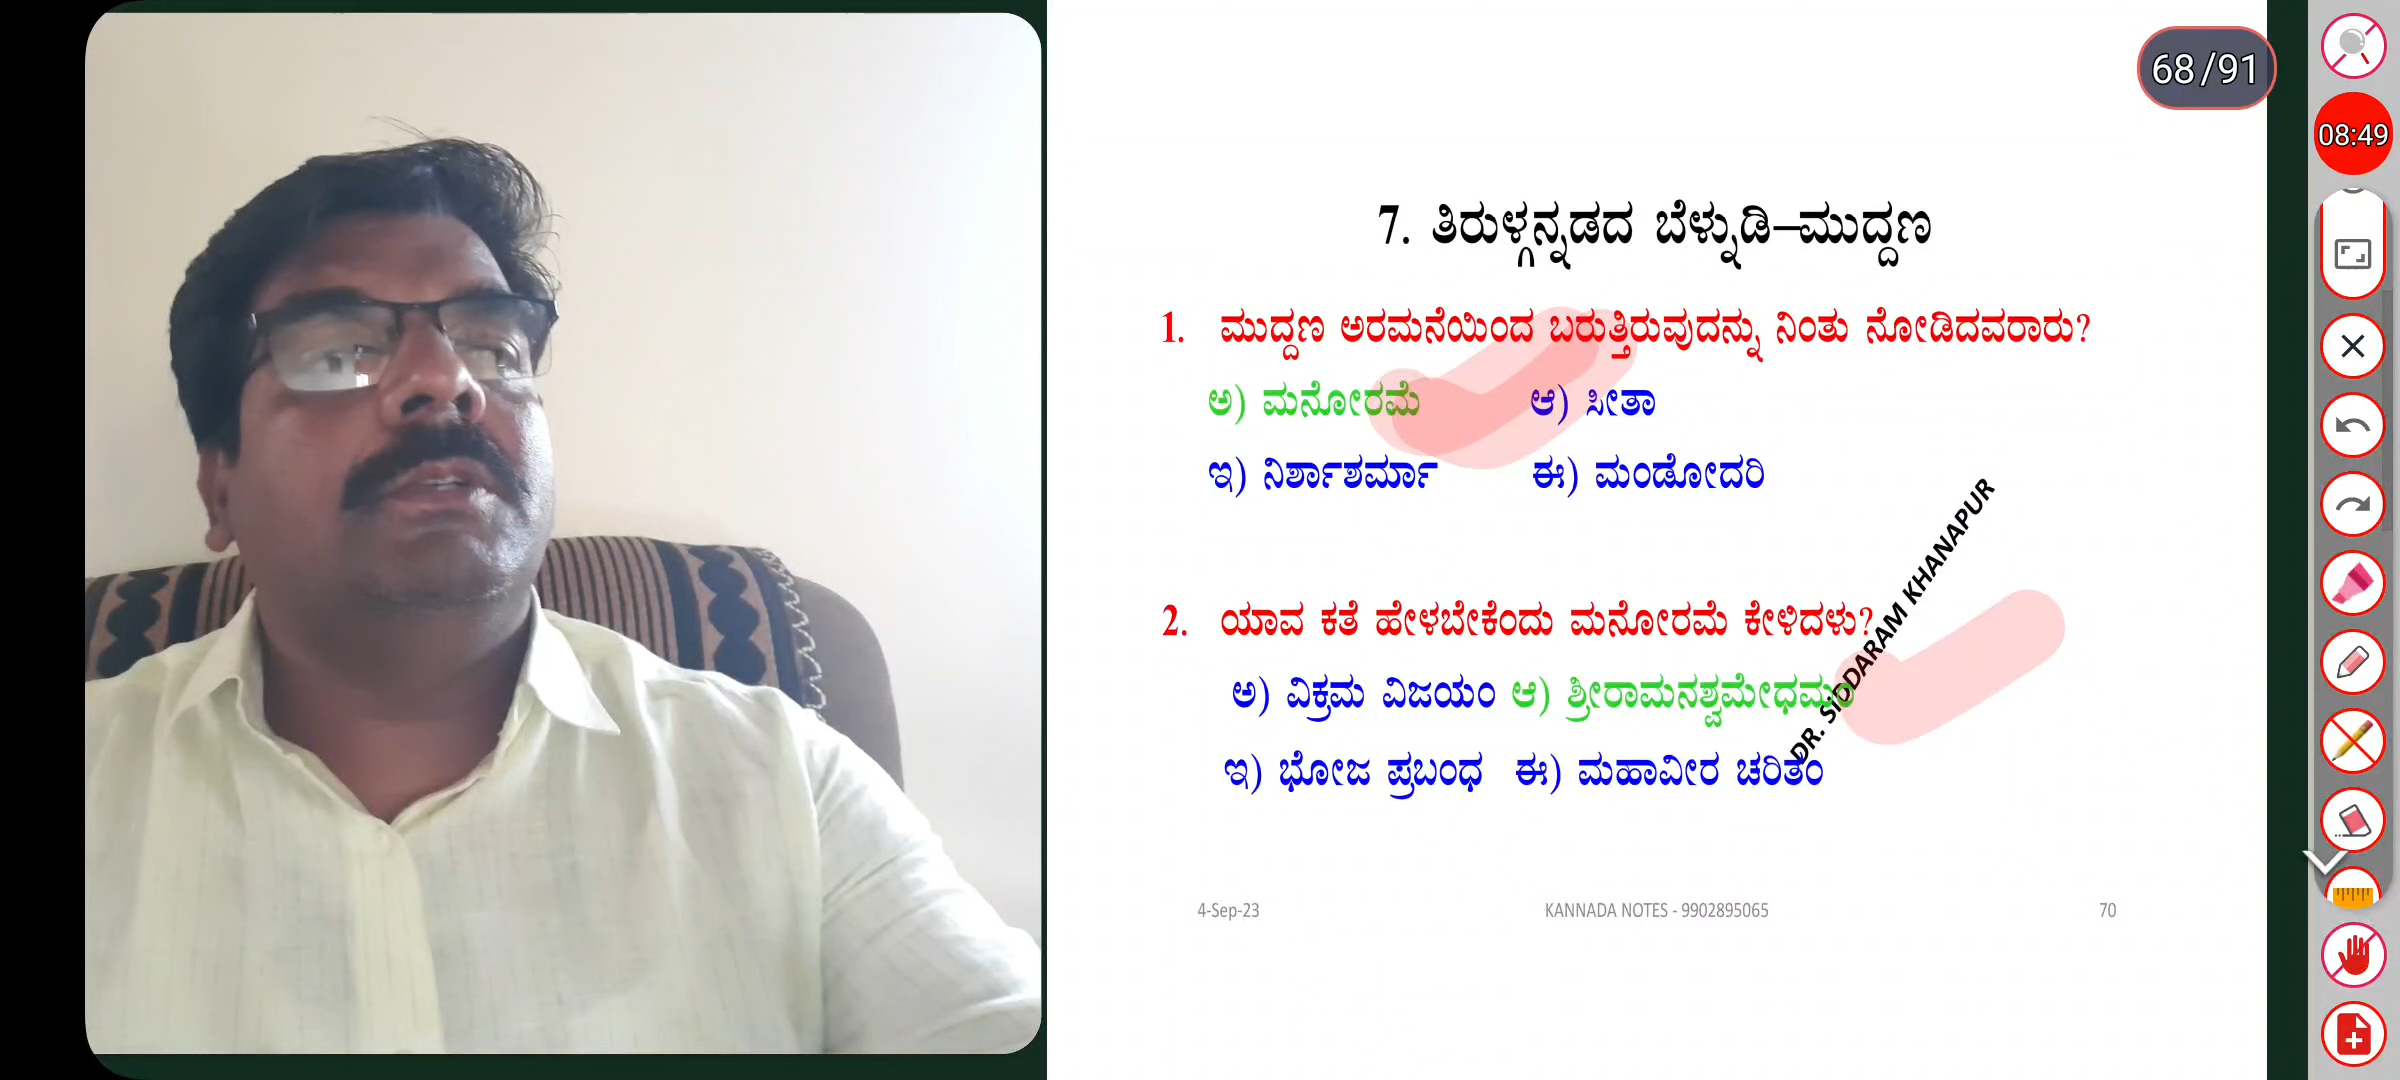 68/91
08:49
7. ತಿರುಳ್ಗನ್ನಡದ ಬೆಳ್ನುಡಿ–ಮುದ್ದಣ
1. ಮುದ್ದಣ ಅರಮನೆಯಿಂದ ಬರುತ್ತಿರುವುದನ್ನು ನಿಂತು ನೋಡಿದವರಾರು?
ಅ) ಮನೋರಮೆ ಆ) ಸೀತಾ
ಇ) ನಿರ್ಶಾಶರ್ಮಾ ಈ) ಮಂಡೋದರಿ
2. ಯಾವ ಕತೆ ಹೇಳಬೇಕೆಂದು ಮನೋರಮೆ ಕೇಳಿದಳು?
ಅ) ವಿಕ್ರಮ ವಿಜಯಂ ಆ) ಶ್ರೀರಾಮನಶ್ವಮೇಧಮಂ
ಇ) ಭೋಜ ಪ್ರಬಂಧ ಈ) ಮಹಾವೀರ ಚರಿತಂ
DR. SIDDARAM KHANAPUR
4-Sep-23 KANNADA NOTES - 9902895065 70